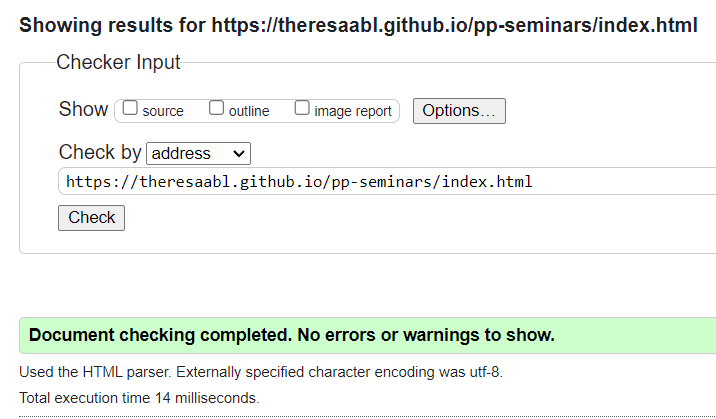 Showing results for https://theresaabl.github.io/pp-seminars/index.html
Checker Input
Show source outline image report Options...
Check by address
https://theresaabl.github.io/pp-seminars/index.html
Check
Document checking completed. No errors or warnings to show.
Used the HTML parser. Externally specified character encoding was utf-8.
Total execution time 14 milliseconds.